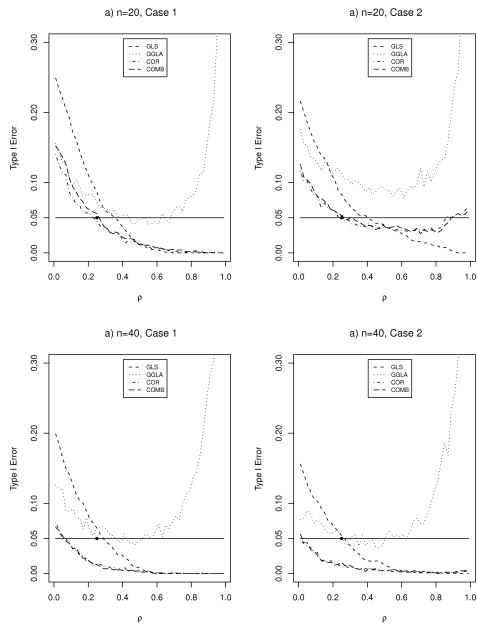 a) n=20, Case 1
Type I Error
0.00 0.05 0.10 0.20 0.30
GLS
GGLA
COR
COMB
0.0 0.2 0.4 0.6 0.8 1.0
ρ
a) n=20, Case 2
Type I Error
0.00 0.05 0.10 0.20 0.30
GLS
GGLA
COR
COMB
0.0 0.2 0.4 0.6 0.8 1.0
ρ
a) n=40, Case 1
Type I Error
0.00 0.05 0.10 0.20 0.30
GLS
GGLA
COR
COMB
0.0 0.2 0.4 0.6 0.8 1.0
ρ
a) n=40, Case 2
Type I Error
0.00 0.05 0.10 0.20 0.30
GLS
GGLA
COR
COMB
0.0 0.2 0.4 0.6 0.8 1.0
ρ